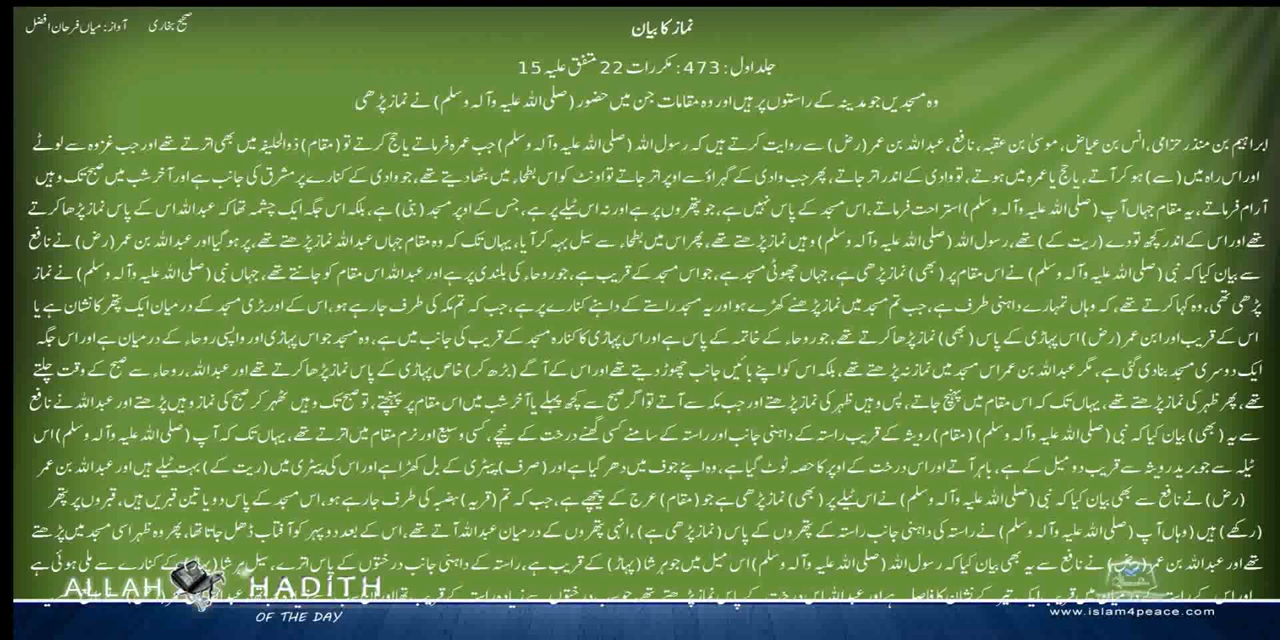 نماز کا بیان
صحیح بخاری
آواز: میاں فرحان افضل
جلد اول : 473 : مکررات 22 متفق علیہ 15
وہ مسجدیں جو مدینہ کے راستوں پر ہیں اور وہ مقامات جن میں حضور (صلی اللہ علیہ وآلہ وسلم) نے نماز پڑھی
ابراہیم بن منذر حزامی، انس بن عیاض، موسیٰ بن عقبہ، نافع، عبداللہ بن عمر (رض) سے روایت کرتے ہیں کہ رسول اللہ (صلی اللہ علیہ وآلہ وسلم) جب عمرہ فرماتے یا حج کرتے تو (مقام) ذوالحلیفہ میں بھی اترتے تھے اور جب غزوہ سے لوٹے
اور اس راہ میں (سے) ہو کر آتے، یا حج یا عمرہ میں ہوتے، تو وادی کے اندر اتر جاتے، پھر جب وادی کے گہراؤ سے اوپر اتر جاتے تو اونٹ کو اس بطحاء میں بٹھا دیتے تھے، جو وادی کے کنارے پر مشرق کی جانب ہے اور آخر شب میں صبح تک وہیں
آرام فرماتے، یہ مقام جہاں آپ (صلی اللہ علیہ وآلہ وسلم) استراحت فرماتے، اس مسجد کے پاس نہیں ہے، جو پتھروں پر ہے اور نہ اس ٹیلے پر ہے، جس کے اوپر مسجد (بنی) ہے، بلکہ اس جگہ ایک چشمہ تھا کہ عبداللہ اس کے پاس نماز پڑھا کرتے
تھے اور اس کے اندر کچھ تودے (ریت کے) تھے، رسول اللہ (صلی اللہ علیہ وآلہ وسلم) وہیں نماز پڑھتے تھے، پھر اس میں بطحاء سے سیل بہہ کر آیا، یہاں تک کہ وہ مقام جہاں عبداللہ نماز پڑھتے تھے، پر ہو گیا اور عبداللہ بن عمر (رض) نے نافع
سے بیان کیا کہ نبی (صلی اللہ علیہ وآلہ وسلم) نے اس مقام پر (بھی) نماز پڑھی ہے، جہاں چھوٹی مسجد ہے، جو اس مسجد کے قریب ہے، جو روحاء کی بلندی پر ہے اور عبداللہ اس مقام کو جانتے تھے، جہاں نبی (صلی اللہ علیہ وآلہ وسلم) نے نماز
پڑھی تھی، وہ کہا کرتے تھے، کہ وہاں تمہارے داہنی طرف ہے، جب تم مسجد میں نماز پڑھنے کھڑے ہو اور یہ مسجد راستے کے داہنے کنارے پر ہے، جب کہ تم مکہ کی طرف جا رہے ہو، اس کے اور بڑی مسجد کے درمیان ایک پتھر کا نشان ہے یا
اس کے قریب اور ابن عمر (رض) اس پہاڑی کے پاس (بھی) نماز پڑھا کرتے تھے، جو روحاء کے خاتمہ کے پاس ہے اور اس پہاڑی کا کنارہ مسجد کے قریب کی جانب میں ہے، وہ مسجد جو اس پہاڑی اور واپسی روحاء کے درمیان ہے اور اس جگہ
ایک دوسری مسجد بنا دی گئی ہے، مگر عبداللہ بن عمر اس مسجد میں نماز نہ پڑھتے تھے، بلکہ اس کو اپنے بائیں جانب چھوڑ دیتے تھے اور اس کے آگے (بڑھ کر) خاص پہاڑی کے پاس نماز پڑھا کرتے تھے اور عبداللہ، روحاء سے صبح کے وقت چلتے
تھے، پھر ظہر کی نماز پڑھتے تھے، یہاں تک کہ اس مقام میں پہنچ جاتے، پس وہیں ظہر کی نماز پڑھتے اور جب مکہ سے آتے تو اگر صبح سے کچھ پہلے یا آخر شب میں اس مقام پر پہنچتے، تو صبح تک وہیں ٹھہر کر صبح کی نماز وہیں پڑھتے اور عبداللہ نے نافع
سے یہ (بھی) بیان کیا کہ نبی (صلی اللہ علیہ وآلہ وسلم) (مقام) رویثہ کے قریب راستہ کے داہنی جانب اور راستہ کے سامنے کسی گھنے درخت کے نیچے، کسی وسیع اور نرم مقام میں اترتے تھے، یہاں تک کہ آپ (صلی اللہ علیہ وآلہ وسلم) اس
ٹیلہ سے جو برید رویثہ سے قریب دو میل کے ہے، باہر آتے اور اس درخت کے اوپر کا حصہ ٹوٹ گیا ہے، وہ اپنے جوف میں دھر گیا ہے اور (صرف) پیڑی کے بل کھڑا ہے اور اس کی پیڑی میں (ریت کے) بہت ٹیلے ہیں اور عبداللہ بن عمر
(رض) نے نافع سے بھی بیان کیا کہ نبی (صلی اللہ علیہ وآلہ وسلم) نے اس ٹیلے پر (بھی) نماز پڑھی ہے جو (مقام) عرج کے پیچھے ہے، جب کہ تم (قریہ) ہضبہ کی طرف جا رہے ہو، اس مسجد کے پاس دو یا تین قبریں ہیں، قبروں پر پتھر
(رکھے) ہیں (وہاں آپ (صلی اللہ علیہ وآلہ وسلم) نے راستہ کی داہنی جانب راستہ کے پتھروں کے پاس (نماز پڑھی ہے)، انہی پتھروں کے درمیان عبداللہ آتے تھے، اس کے بعد دوپہر کو آفتاب ڈھل جاتا تھا، پھر وہ ظہر اسی مسجد میں پڑھتے
تھے اور عبداللہ بن عمر (رض) نے نافع سے یہ بھی بیان کیا کہ رسول اللہ (صلی اللہ علیہ وآلہ وسلم) اس میل میں جو ہرشا (پہاڑ) کے قریب ہے، راستہ کے داہنی جانب درختوں کے پاس اترے، سیل ہرشا کے کنارے سے ملی ہوئی ہے
ALLAH HADITH
OF THE DAY
www.islam4peace.com